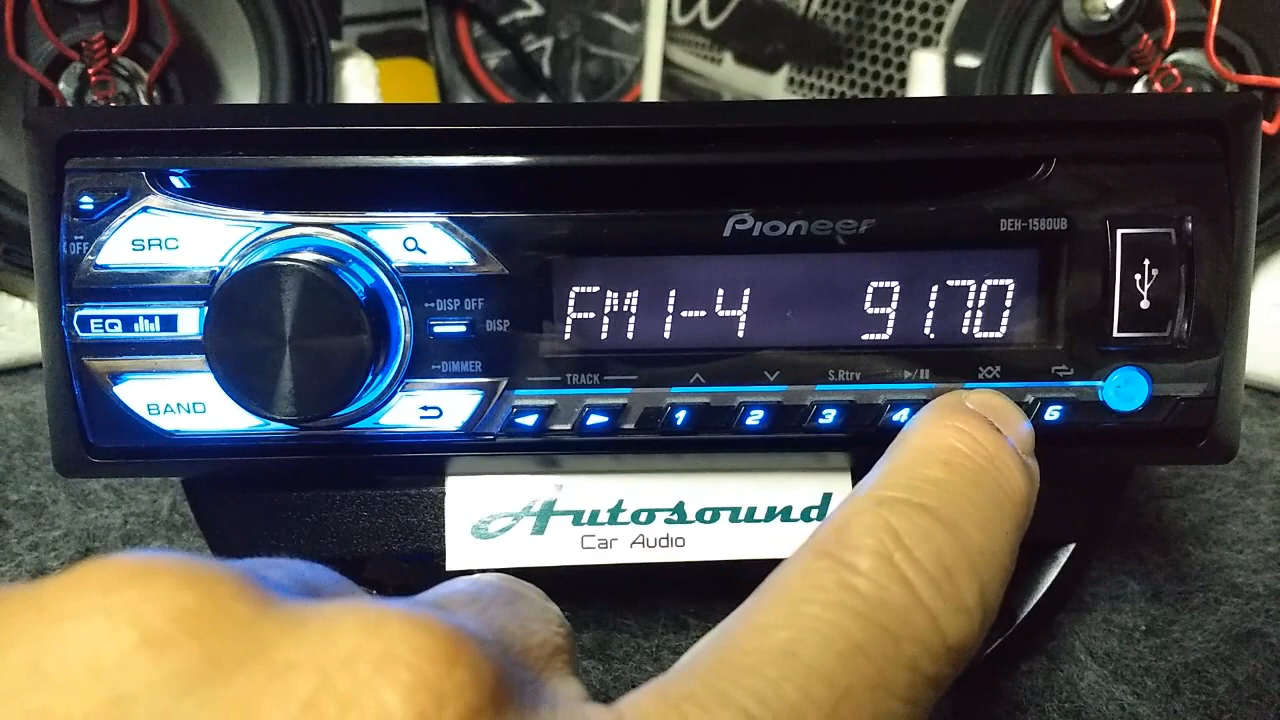 Pioneer
DEH-1580UB
OFF
SRC
EQ
BAND
DISP OFF
DISP
DIMMER
FM1-4 91.70
TRACK
S.Rtrv
1 2 3 4 6
Autosound
Car Audio